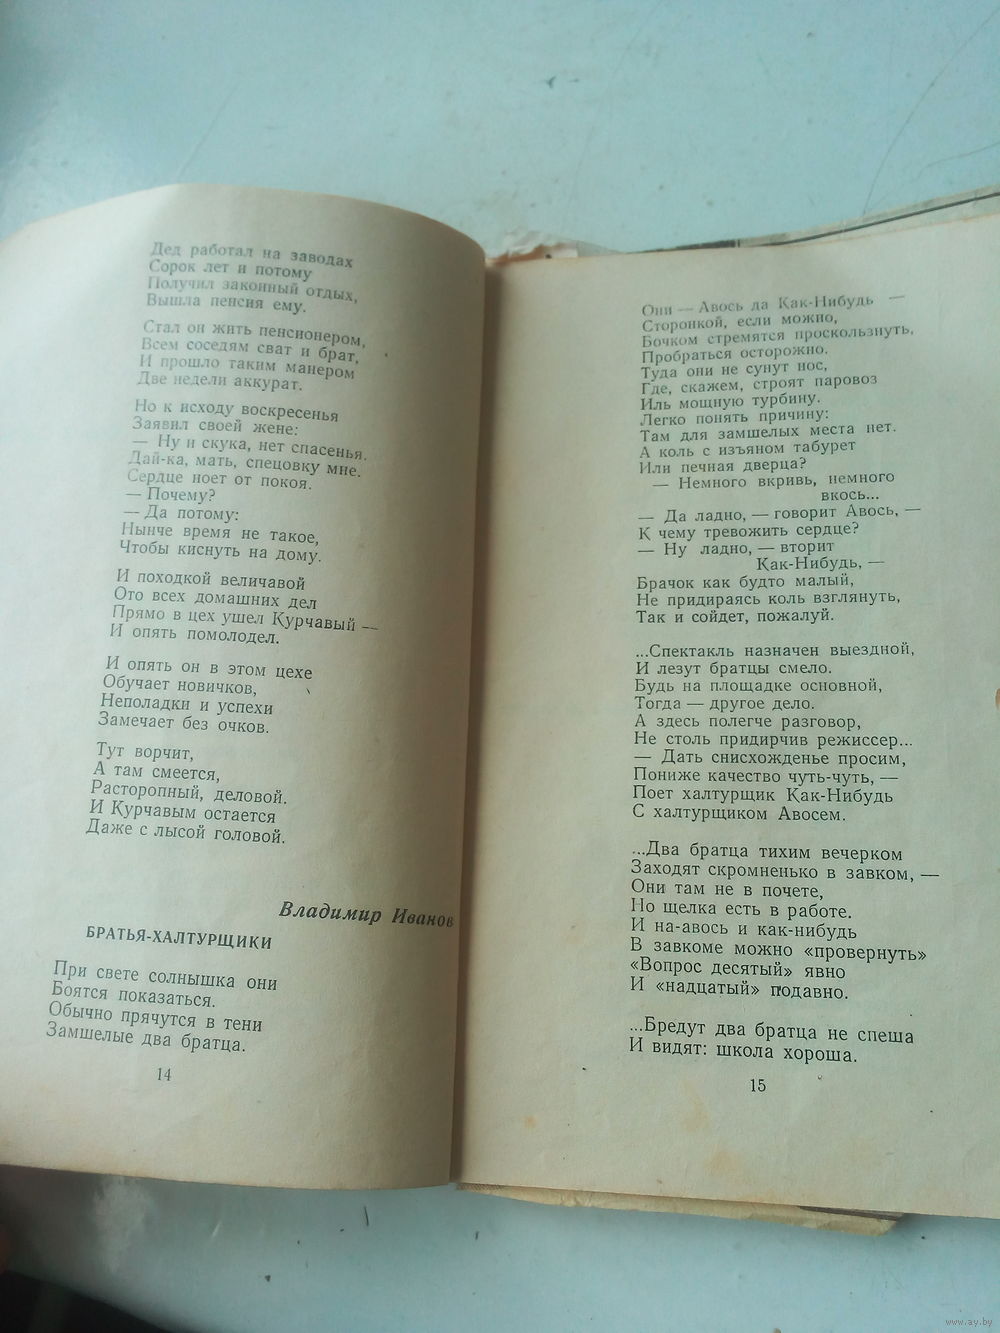 Дед работал на заводах
Сорок лет и потому
Получил законный отдых,
Вышла пенсия ему.
Стал он жить пенсионером,
Всем соседям сват и брат,
И прошло таким манером
Две недели аккурат.
Но к исходу воскресенья
Заявил своей жене:
— Ну и скука, нет спасенья.
Дай-ка, мать, спецовку мне.
Сердце ноет от покоя.
— Почему?
— Да потому:
Нынче время не такое,
Чтобы киснуть на дому.
И походкой величавой
Ото всех домашних дел
Прямо в цех ушел Курчавый —
И опять помолодел.
И опять он в этом цехе
Обучает новичков,
Неполадки и успехи
Замечает без очков.
Тут ворчит,
А там смеется,
Расторопный, деловой.
И Курчавым остается
Даже с лысой головой.
Владимир Иванов
БРАТЬЯ-ХАЛТУРЩИКИ
При свете солнышка они
Боятся показаться.
Обычно прячутся в тени
Замшелые два братца.
14
Они — Авось да Как-Нибудь —
Сторонкой, если можно,
Бочком стремятся проскользнуть,
Пробраться осторожно.
Туда они не сунут нос,
Где, скажем, строят паровоз
Иль мощную турбину.
Легко понять причину:
Там для замшелых места нет.
А коль с изъяном табурет
Или печная дверца?
— Немного вкривь, немного
вкось...
— Да ладно, — говорит Авось, —
К чему тревожить сердце?
— Ну ладно, — вторит
Как-Нибудь, —
Брачок как будто малый,
Не придираясь коль взглянуть,
Так и сойдет, пожалуй.
...Спектакль назначен выездной,
И лезут братцы смело.
Будь на площадке основной,
Тогда — другое дело.
А здесь полегче разговор,
Не столь придирчив режиссер...
— Дать снисхожденье просим,
Пониже качество чуть-чуть, —
Поет халтурщик Как-Нибудь
С халтурщиком Авосем.
...Два братца тихим вечерком
Заходят скромненько в завком, —
Они там не в почете,
Но щелка есть в работе.
И на-авось и как-нибудь
В завкоме можно «провернуть»
«Вопрос десятый» явно
И «надцатый» подавно.
...Бредут два братца не спеша
И видят: школа хороша.
15
www.ay.by